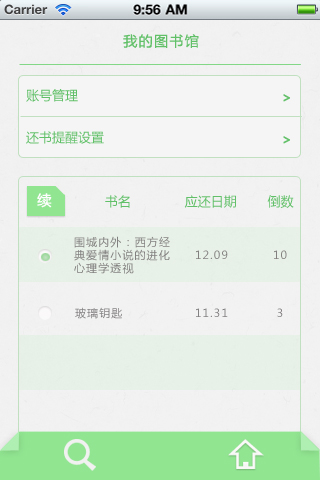 Carrier 9:56 AM
我的图书馆
账号管理 >
还书提醒设置 >
续 书名 应还日期 倒数
围城内外：西方经
典爱情小说的进化 12.09 10
心理学透视
玻璃钥匙 11.31 3